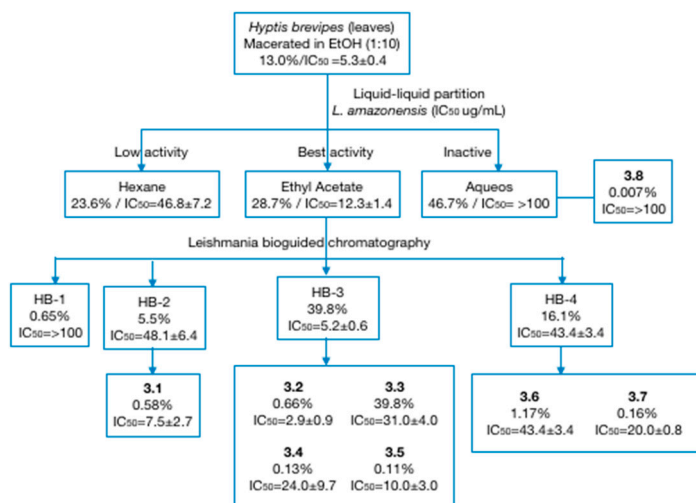 Hyptis brevipes (leaves)
Macerated in EtOH (1:10)
13.0%/IC50 =5.3±0.4
Liquid-liquid partition
L. amazonensis (IC50 ug/mL)
Low activity
Best activity
Inactive
Hexane
23.6% / IC50=46.8±7.2
Ethyl Acetate
28.7% / IC50=12.3±1.4
Aqueos
46.7% / IC50= >100
3.8
0.007%
IC50=>100
Leishmania bioguided chromatography
HB-1
0.65%
IC50=>100
HB-2
5.5%
IC50=48.1±6.4
HB-3
39.8%
IC50=5.2±0.6
HB-4
16.1%
IC50=43.4±3.4
3.1
0.58%
IC50=7.5±2.7
3.2
0.66%
IC50=2.9±0.9
3.3
39.8%
IC50=31.0±4.0
3.4
0.13%
IC50=24.0±9.7
3.5
0.11%
IC50=10.0±3.0
3.6
1.17%
IC50=43.4±3.4
3.7
0.16%
IC50=20.0±0.8